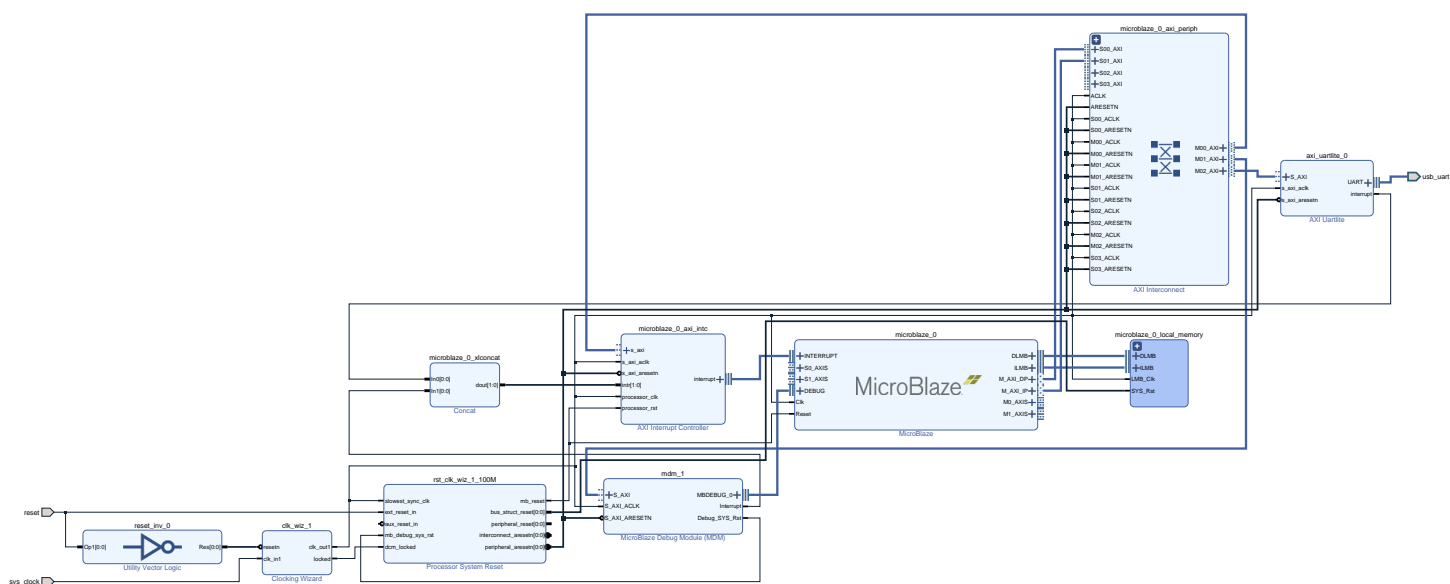 microblaze_0_axi_periph
S00_AXI
S01_AXI
S02_AXI
S03_AXI
ACLK
ARESETN
S00_ACLK
S00_ARESETN
M00_ACLK
M00_ARESETN
M01_ACLK
M01_ARESETN
S01_ACLK
S01_ARESETN
S02_ACLK
S02_ARESETN
M02_ACLK
M02_ARESETN
S03_ACLK
S03_ARESETN
M00_AXI
M01_AXI
M02_AXI
AXI Interconnect
axi_uartlite_0
S_AXI
s_axi_aclk
s_axi_aresetn
UART
interrupt
AXI Uartlite
usb_uart
microblaze_0_axi_intc
s_axi
s_axi_aclk
s_axi_aresetn
intr[1:0]
processor_clk
processor_rst
interrupt
AXI Interrupt Controller
microblaze_0
INTERRUPT
S0_AXIS
S1_AXIS
DEBUG
Clk
Reset
MicroBlaze
DLMB
ILMB
M_AXI_DP
M_AXI_IP
M0_AXIS
M1_AXIS
MicroBlaze
microblaze_0_local_memory
DLMB
ILMB
LMB_Clk
SYS_Rst
microblaze_0_xlconcat
In0[0:0]
In1[0:0]
dout[1:0]
Concat
rst_clk_wiz_1_100M
slowest_sync_clk
ext_reset_in
aux_reset_in
mb_debug_sys_rst
dcm_locked
mb_reset
bus_struct_reset[0:0]
peripheral_reset[0:0]
interconnect_aresetn[0:0]
peripheral_aresetn[0:0]
Processor System Reset
mdm_1
S_AXI
S_AXI_ACLK
S_AXI_ARESETN
MBDEBUG_0
Interrupt
Debug_SYS_Rst
MicroBlaze Debug Module (MDM)
reset
reset_inv_0
Op1[0:0]
Res[0:0]
Utility Vector Logic
clk_wiz_1
resetn
clk_in1
clk_out1
locked
Clocking Wizard
sys_clock